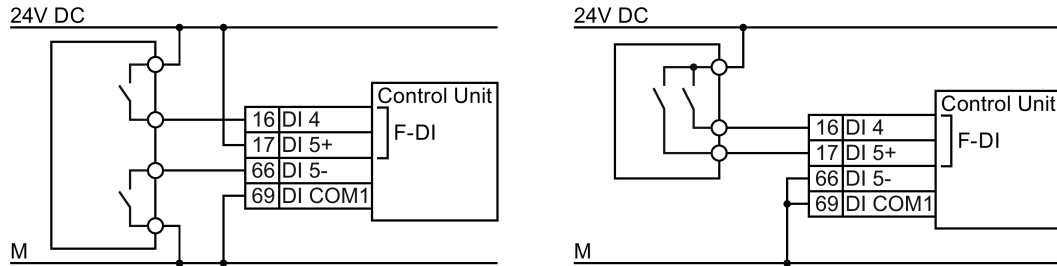 24V DC
Control Unit
16 DI 4
17 DI 5+
F-DI
66 DI 5-
69 DI COM1
M
24V DC
Control Unit
16 DI 4
17 DI 5+
F-DI
66 DI 5-
69 DI COM1
M